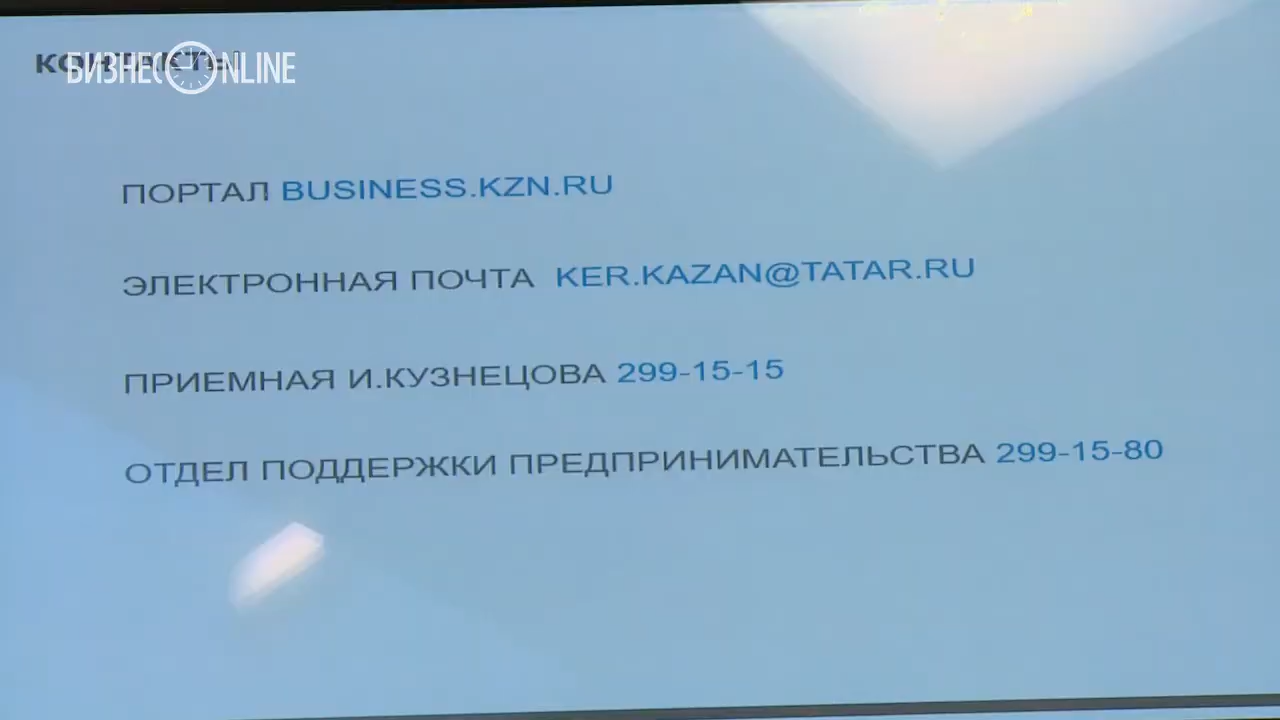 КОНТАКТЫ
БИЗНЕС ONLINE
ПОРТАЛ BUSINESS.KZN.RU
ЭЛЕКТРОННАЯ ПОЧТА KER.KAZAN@TATAR.RU
ПРИЕМНАЯ И.КУЗНЕЦОВА 299-15-15
ОТДЕЛ ПОДДЕРЖКИ ПРЕДПРИНИМАТЕЛЬСТВА 299-15-80